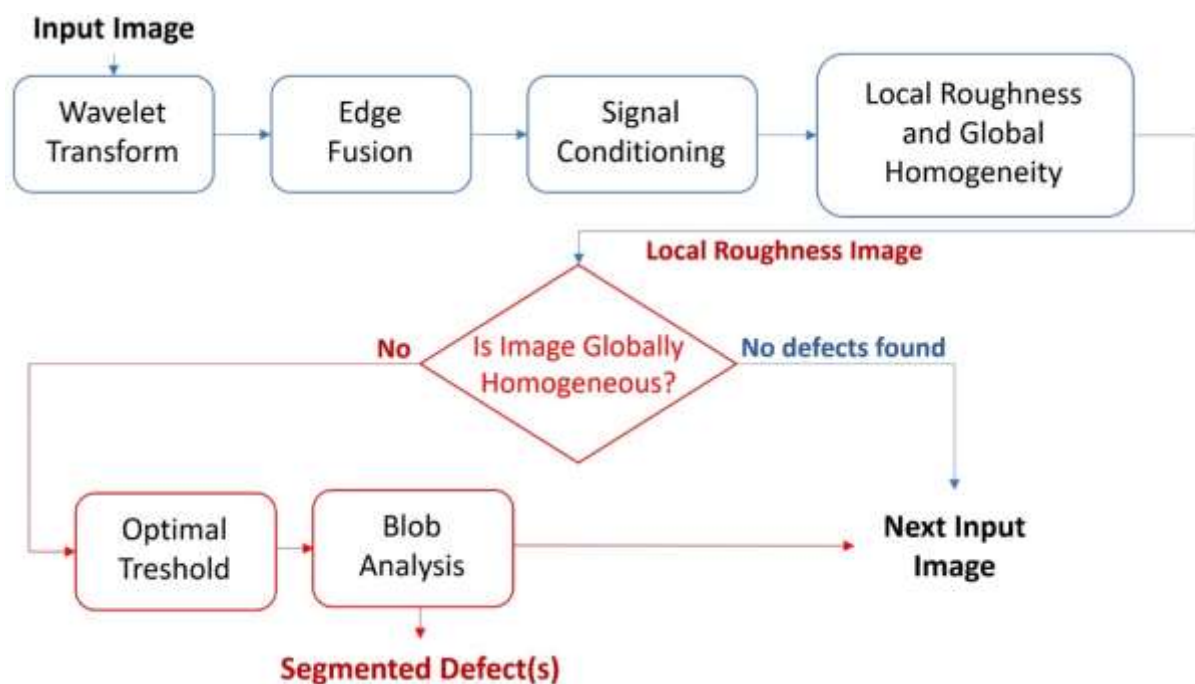 Input Image
Wavelet
Transform
Edge
Fusion
Signal
Conditioning
Local Roughness
and Global
Homogeneity
Local Roughness Image
No
Is Image Globally
Homogeneous?
No defects found
Optimal
Treshold
Blob
Analysis
Next Input
Image
Segmented Defect(s)